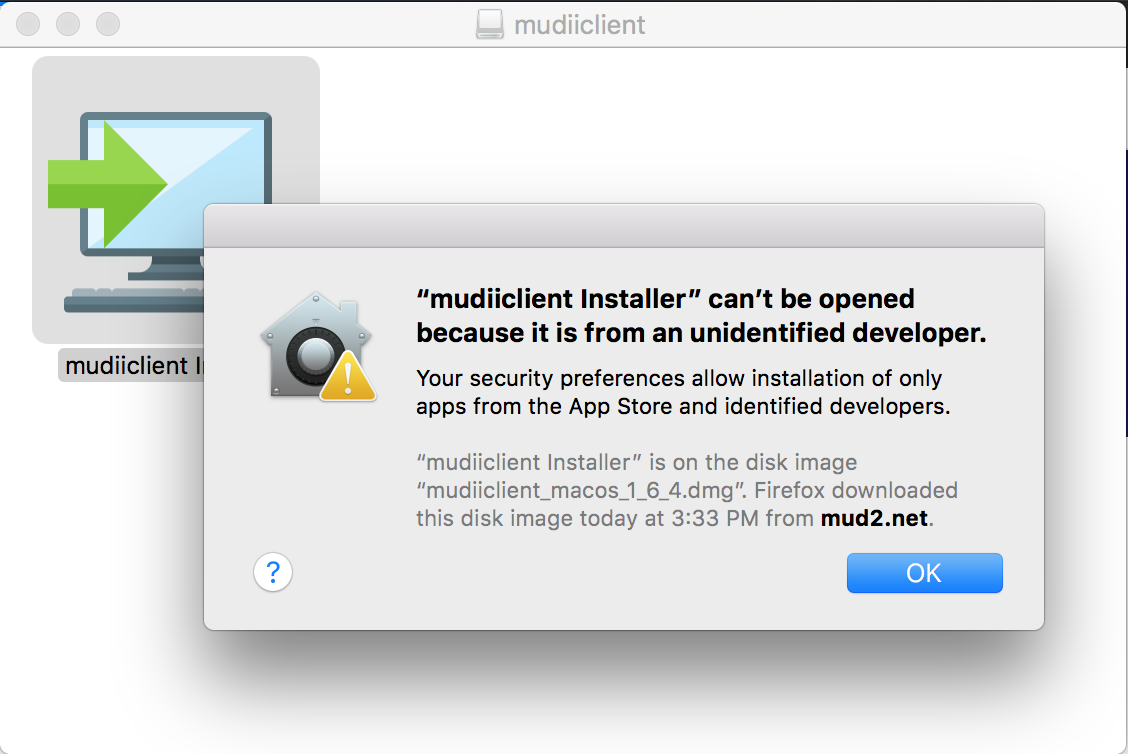 mudiiclient
mudiiclient
“mudiiclient Installer” can’t be opened
because it is from an unidentified developer.
Your security preferences allow installation of only
apps from the App Store and identified developers.
“mudiiclient Installer” is on the disk image
“mudiiclient_macos_1_6_4.dmg”. Firefox downloaded
this disk image today at 3:33 PM from mud2.net.
?
OK